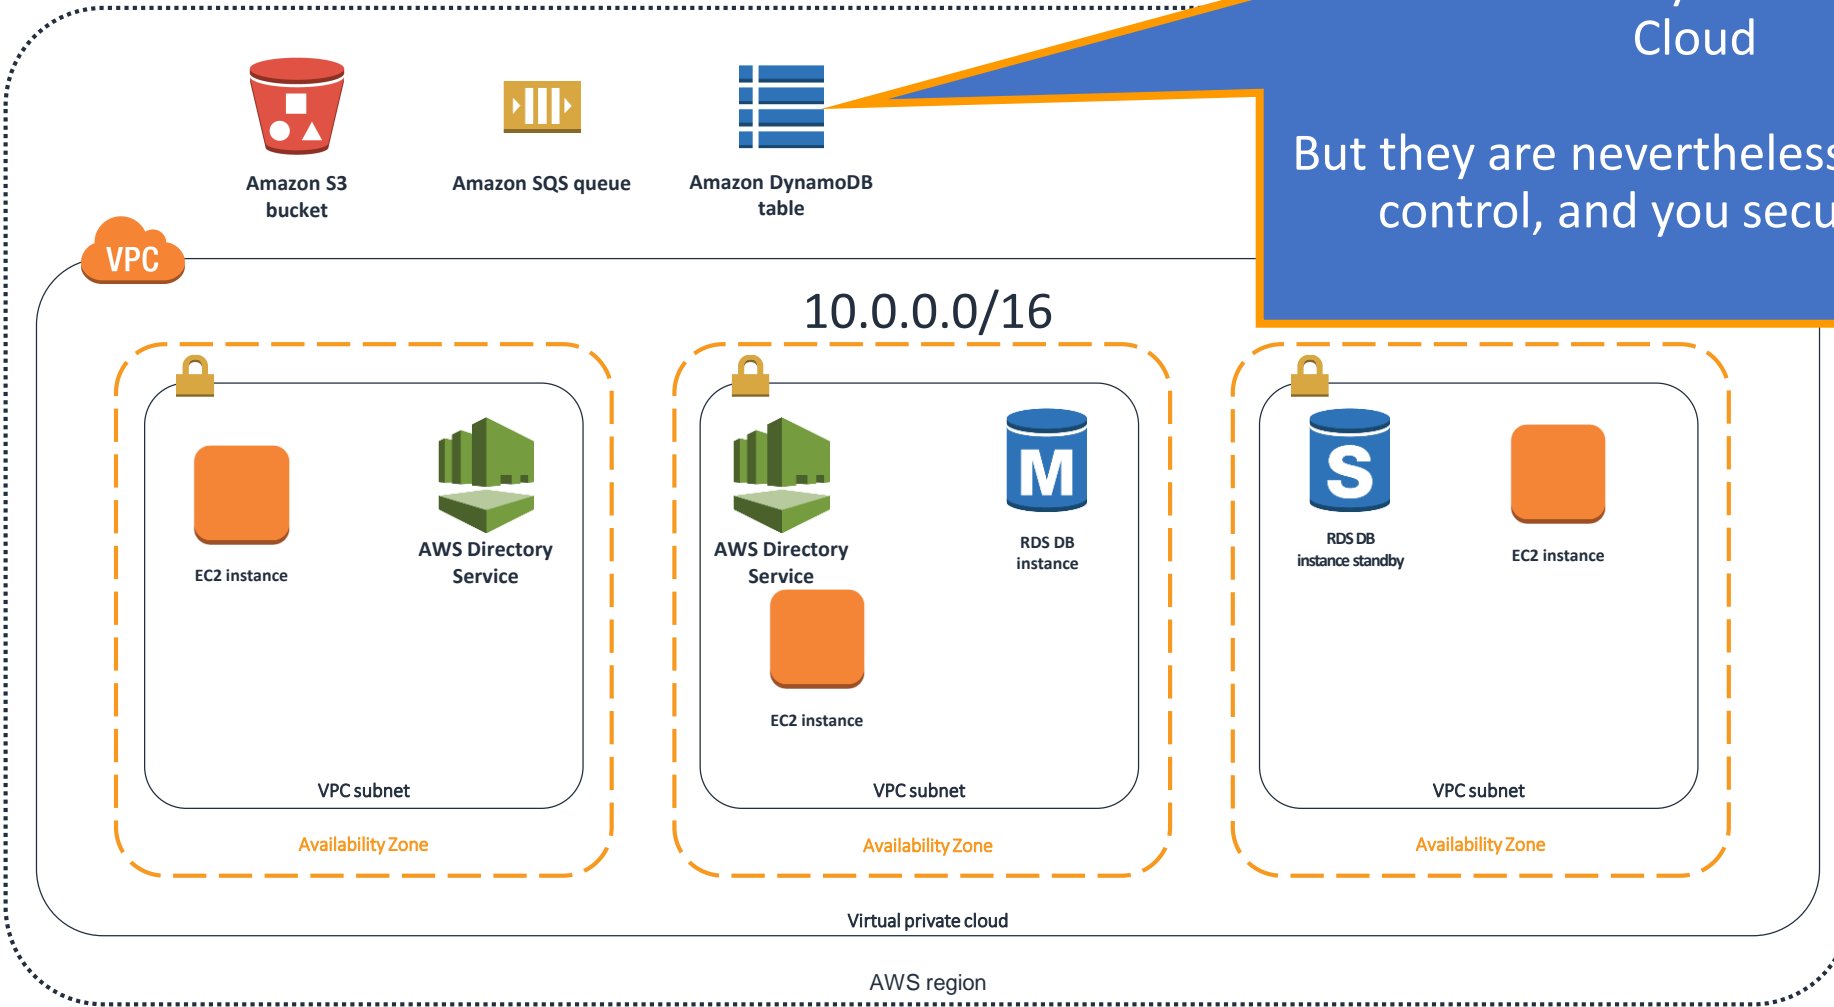 Cloud
But they are nevertheless
control, and you secu
Amazon S3
bucket
Amazon SQS queue
Amazon DynamoDB
table
VPC
10.0.0.0/16
EC2 instance
AWS Directory
Service
VPC subnet
Availability Zone
AWS Directory
Service
M
RDS DB
instance
EC2 instance
VPC subnet
Availability Zone
S
RDS DB
instance standby
EC2 instance
VPC subnet
Availability Zone
Virtual private cloud
AWS region